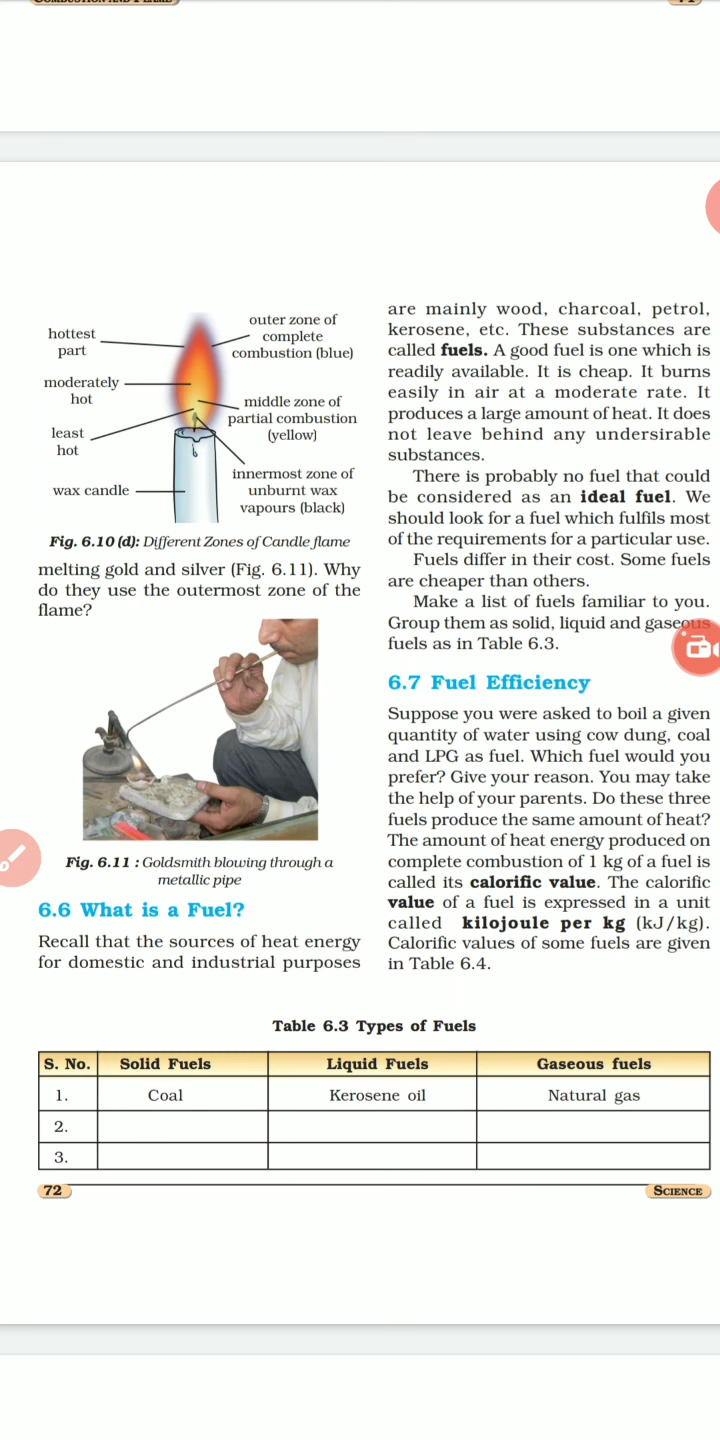 hottest
part
moderately
hot
least
hot
wax candle
outer zone of
complete
combustion (blue)
middle zone of
partial combustion
(yellow)
innermost zone of
unburnt wax
vapours (black)
Fig. 6.10 (d): Different Zones of Candle flame
melting gold and silver (Fig. 6.11). Why
do they use the outermost zone of the
flame?
Fig. 6.11 : Goldsmith blowing through a
metallic pipe
6.6 What is a Fuel?
Recall that the sources of heat energy
for domestic and industrial purposes
are mainly wood, charcoal, petrol,
kerosene, etc. These substances are
called fuels. A good fuel is one which is
readily available. It is cheap. It burns
easily in air at a moderate rate. It
produces a large amount of heat. It does
not leave behind any undersirable
substances.
There is probably no fuel that could
be considered as an ideal fuel. We
should look for a fuel which fulfils most
of the requirements for a particular use.
Fuels differ in their cost. Some fuels
are cheaper than others.
Make a list of fuels familiar to you.
Group them as solid, liquid and gaseous
fuels as in Table 6.3.
6.7 Fuel Efficiency
Suppose you were asked to boil a given
quantity of water using cow dung, coal
and LPG as fuel. Which fuel would you
prefer? Give your reason. You may take
the help of your parents. Do these three
fuels produce the same amount of heat?
The amount of heat energy produced on
complete combustion of 1 kg of a fuel is
called its calorific value. The calorific
value of a fuel is expressed in a unit
called kilojoule per kg (kJ/kg).
Calorific values of some fuels are given
in Table 6.4.
Table 6.3 Types of Fuels
S. No. Solid Fuels Liquid Fuels Gaseous fuels
1. Coal Kerosene oil Natural gas
2.
3.
72 SCIENCE